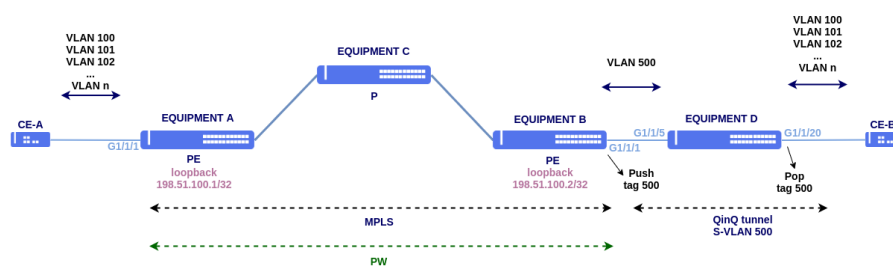 VLAN 100
VLAN 101
VLAN 102
...
VLAN n
CE-A
G1/1/1
EQUIPMENT A
PE
loopback
198.51.100.1/32
EQUIPMENT C
P
EQUIPMENT B
PE
loopback
198.51.100.2/32
G1/1/1
VLAN 500
Push
tag 500
G1/1/5
EQUIPMENT D
G1/1/20
VLAN 100
VLAN 101
VLAN 102
...
VLAN n
Pop
tag 500
CE-B
MPLS
QinQ tunnel
S-VLAN 500
PW